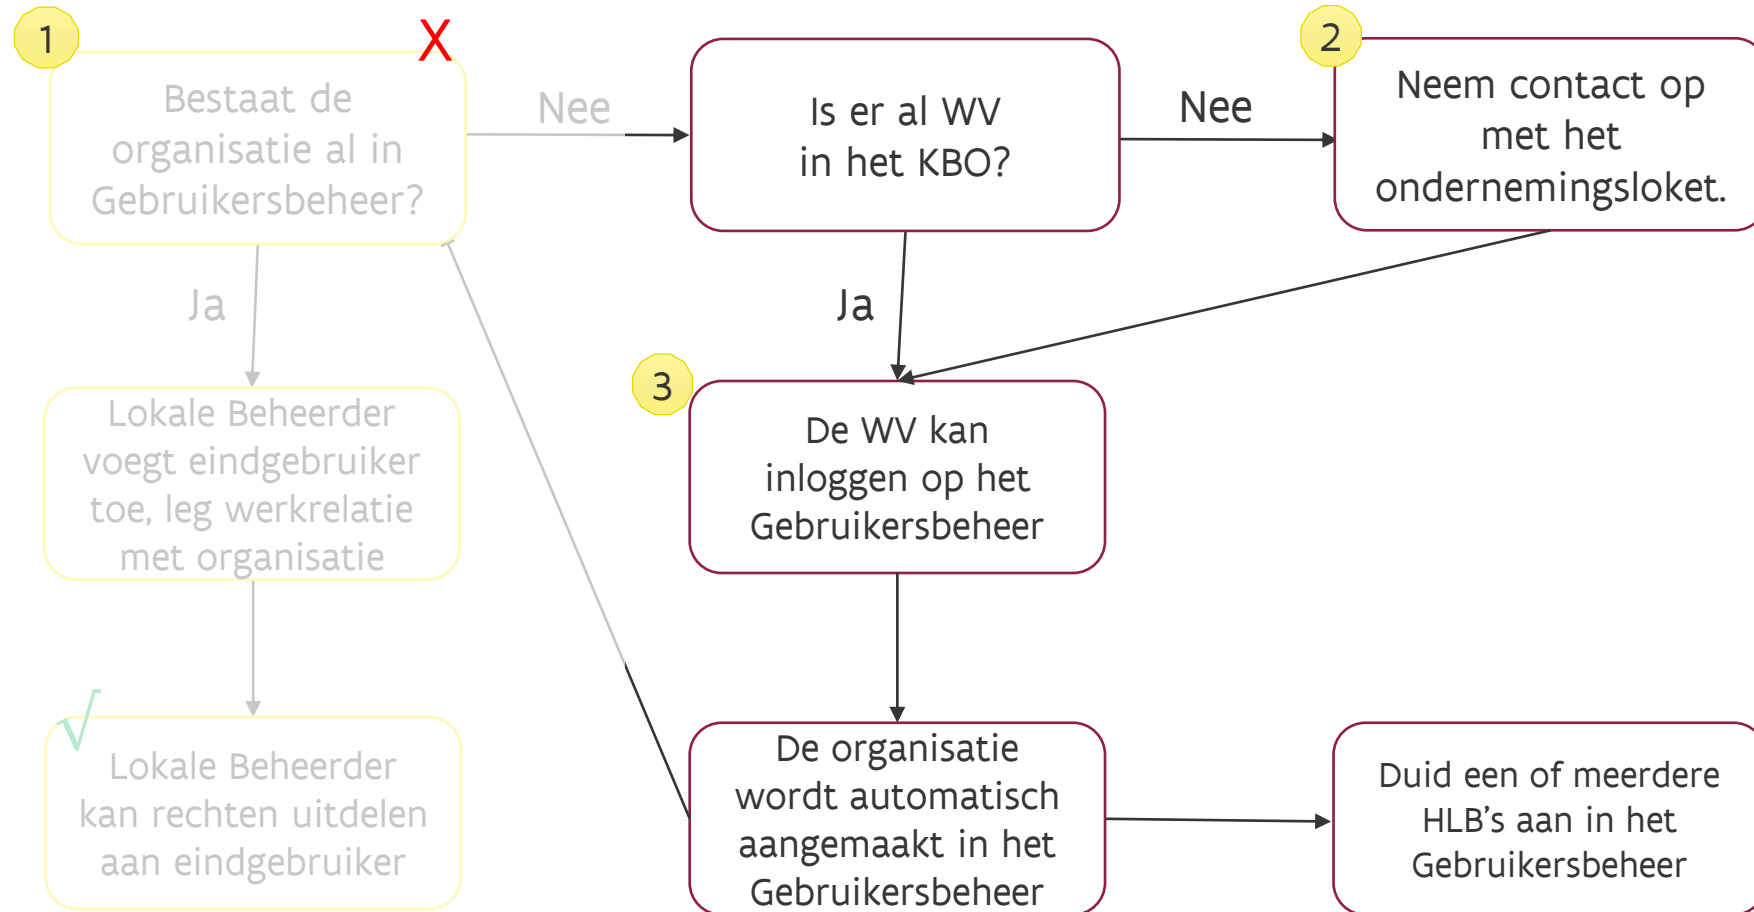 1
X
Bestaat de
organisatie al in
Gebruikersbeheer?
Nee
Is er al WV
in het KBO?
Nee
2
Neem contact op
met het
ondernemingsloket.
Ja
Ja
Lokale Beheerder
voegt eindgebruiker
toe, leg werkrelatie
met organisatie
3
De WV kan
inloggen op het
Gebruikersbeheer
√
Lokale Beheerder
kan rechten uitdelen
aan eindgebruiker
De organisatie
wordt automatisch
aangemaakt in het
Gebruikersbeheer
Duid een of meerdere
HLB’s aan in het
Gebruikersbeheer